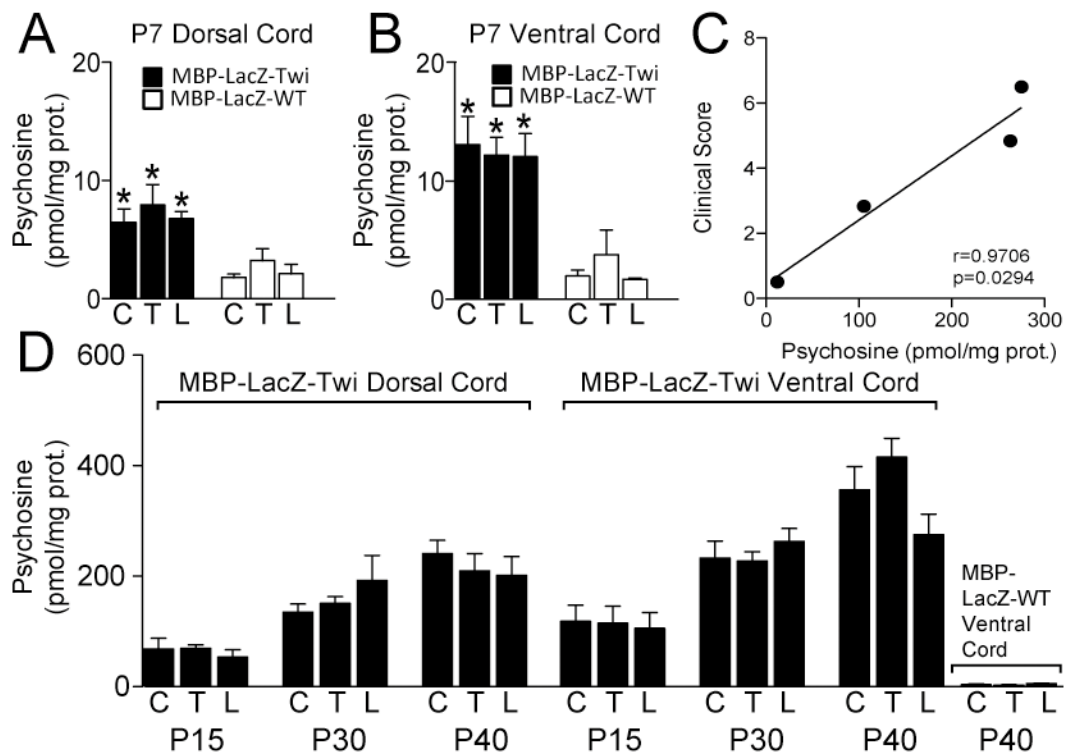 A
P7 Dorsal Cord
20
10
0
Psychosine
(pmol/mg prot.)
MBP-LacZ-Twi
MBP-LacZ-WT
* * *
C T L C T L
B
P7 Ventral Cord
20
10
0
Psychosine
(pmol/mg prot.)
MBP-LacZ-Twi
MBP-LacZ-WT
* * *
C T L C T L
C
8
6
4
2
0
Clinical Score
r=0.9706
p=0.0294
0 100 200 300
Psychosine (pmol/mg prot.)
D
600
400
200
0
Psychosine
(pmol/mg prot.)
MBP-LacZ-Twi Dorsal Cord
MBP-LacZ-Twi Ventral Cord
MBP-
LacZ-WT
Ventral
Cord
C T L C T L C T L C T L C T L C T L C T L
P15 P30 P40 P15 P30 P40 P40